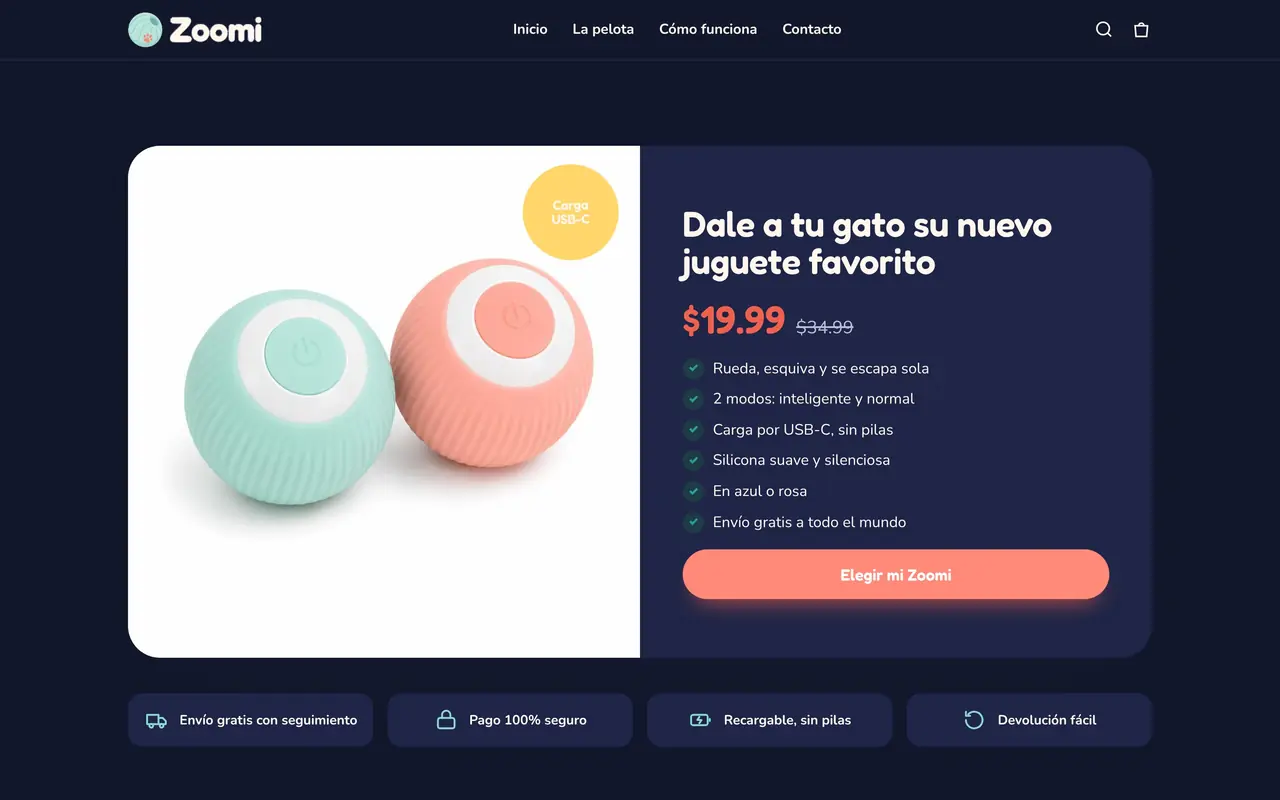 Zoomi
Inicio
La pelota
Cómo funciona
Contacto
Carga
USB-C
Dale a tu gato su nuevo
juguete favorito
$19.99 $34.99
Rueda, esquiva y se escapa sola
2 modos: inteligente y normal
Carga por USB-C, sin pilas
Silicona suave y silenciosa
En azul o rosa
Envío gratis a todo el mundo
Elegir mi Zoomi
Envío gratis con seguimiento
Pago 100% seguro
Recargable, sin pilas
Devolución fácil